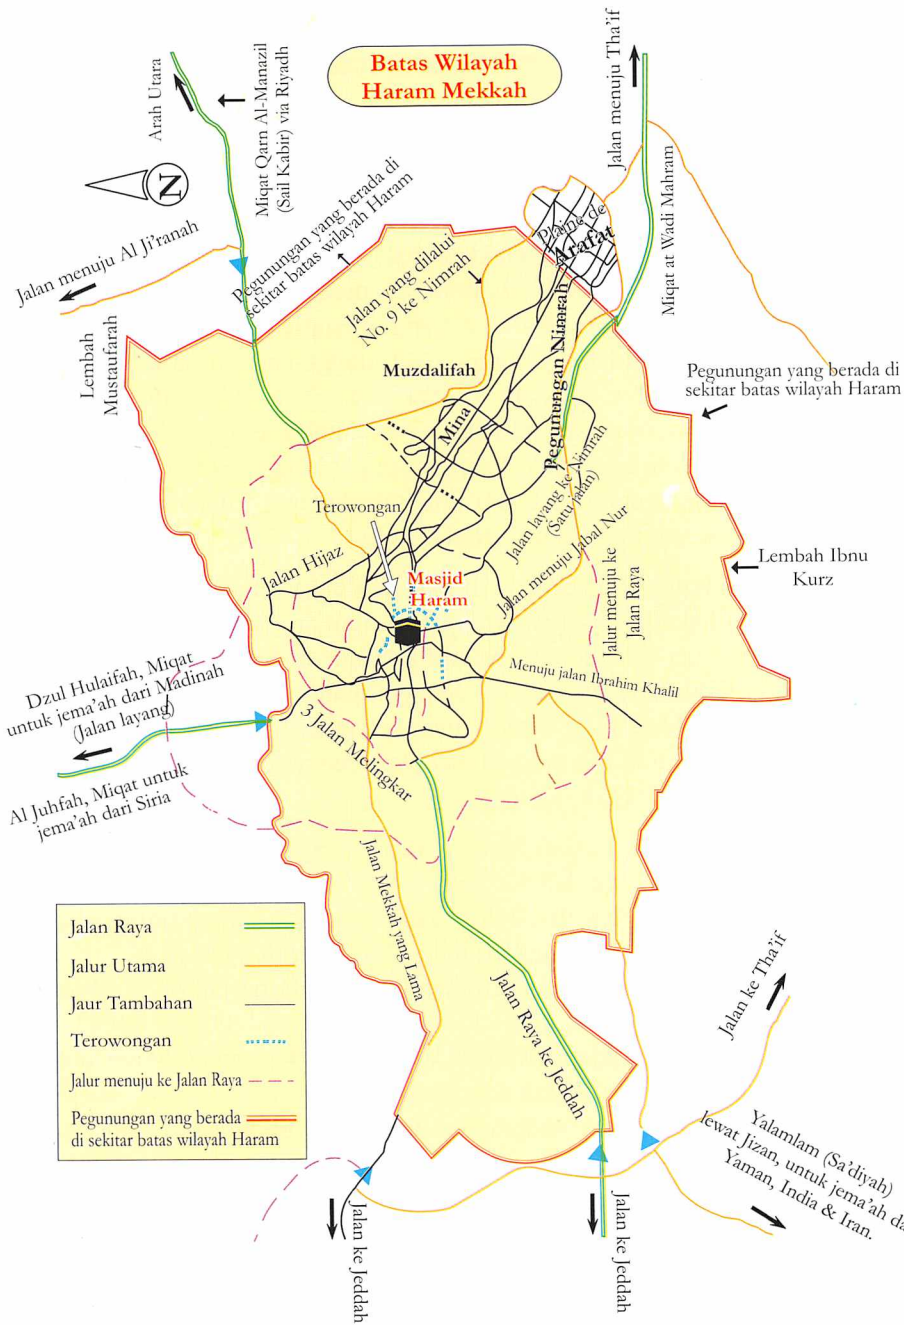 Batas Wilayah
Haram Mekkah
Arah Utara
Miqat Qarn Al-Manazil
(Sail Kabir) via Riyadh
N
Jalan menuju Al Ji'ranah
Pegunungan yang berada di
sekitar batas wilayah Haram
Jalan yang dilalui
No. 9 ke Nimrah
Plaine de
Arafat
Jalan menuju Tha'if
Miqat at Wadi Mahram
Lembah
Mustaufarah
Muzdalifah
Mina
Pegunungan Nimrah
Pegunungan yang berada di
sekitar batas wilayah Haram
Jalan layang ke Nimrah
(Satu jalan)
Terowongan
Jalan Hijaz
Masjid
Haram
Jalan menuju Jabal Nur
Jalur menuju ke
Jalan Raya
Lembah Ibnu
Kurz
Dzul Hulaifah, Miqat
untuk jema'ah dari Madinah
(Jalan layang)
Menuju jalan Ibrahim Khalil
3 Jalan Melingkar
Al Juhfah, Miqat untuk
jema'ah dari Siria
Jalan Mekkah yang Lama
Jalan Raya ke Jeddah
Jalan ke Tha'if
Jalan Raya
Jalur Utama
Jaur Tambahan
Terowongan
Jalur menuju ke Jalan Raya
Pegunungan yang berada
di sekitar batas wilayah Haram
Yalamlam (Sa'diyah)
lewat Jizan, untuk jema'ah da
Yaman, India & Iran.
Jalan ke Jeddah
Jalan ke Jeddah